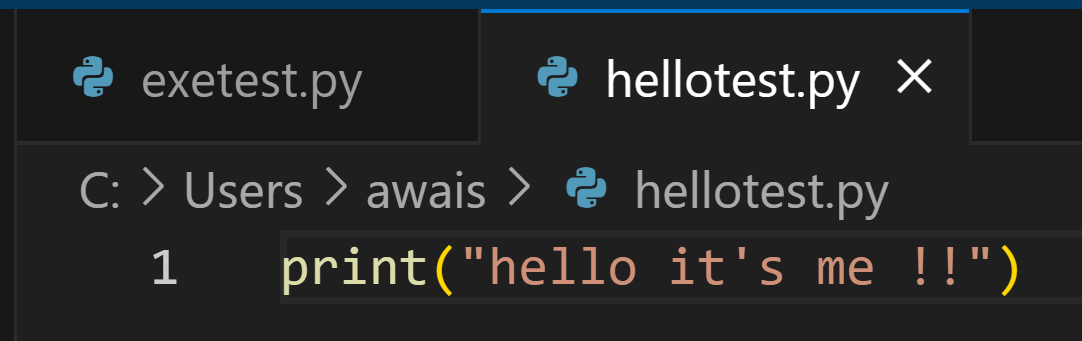 exetest.py hellotest.py
C: > Users > awais > hellotest.py
1 print("hello it's me !!")